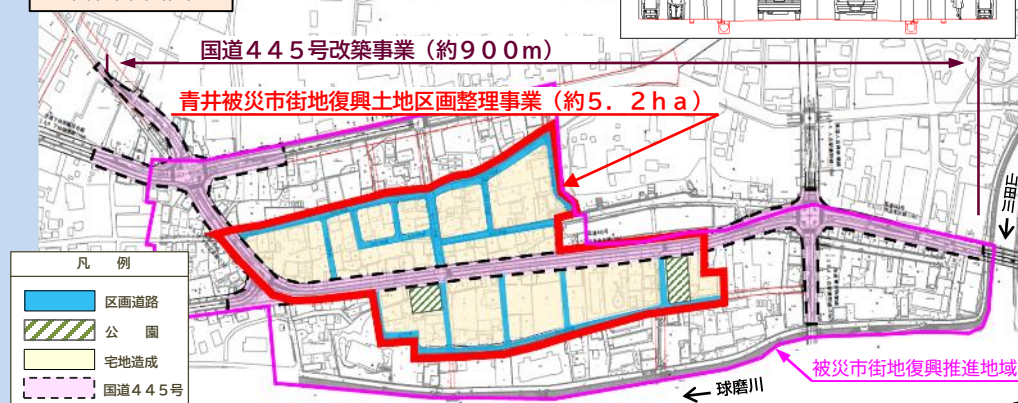 国道４４５号改築事業（約９００ｍ）
青井被災市街地復興土地区画整理事業（約５．２ｈａ）
山田川
凡　例
区画道路
公　園
宅地造成
国道４４５号
被災市街地復興推進地域
球磨川